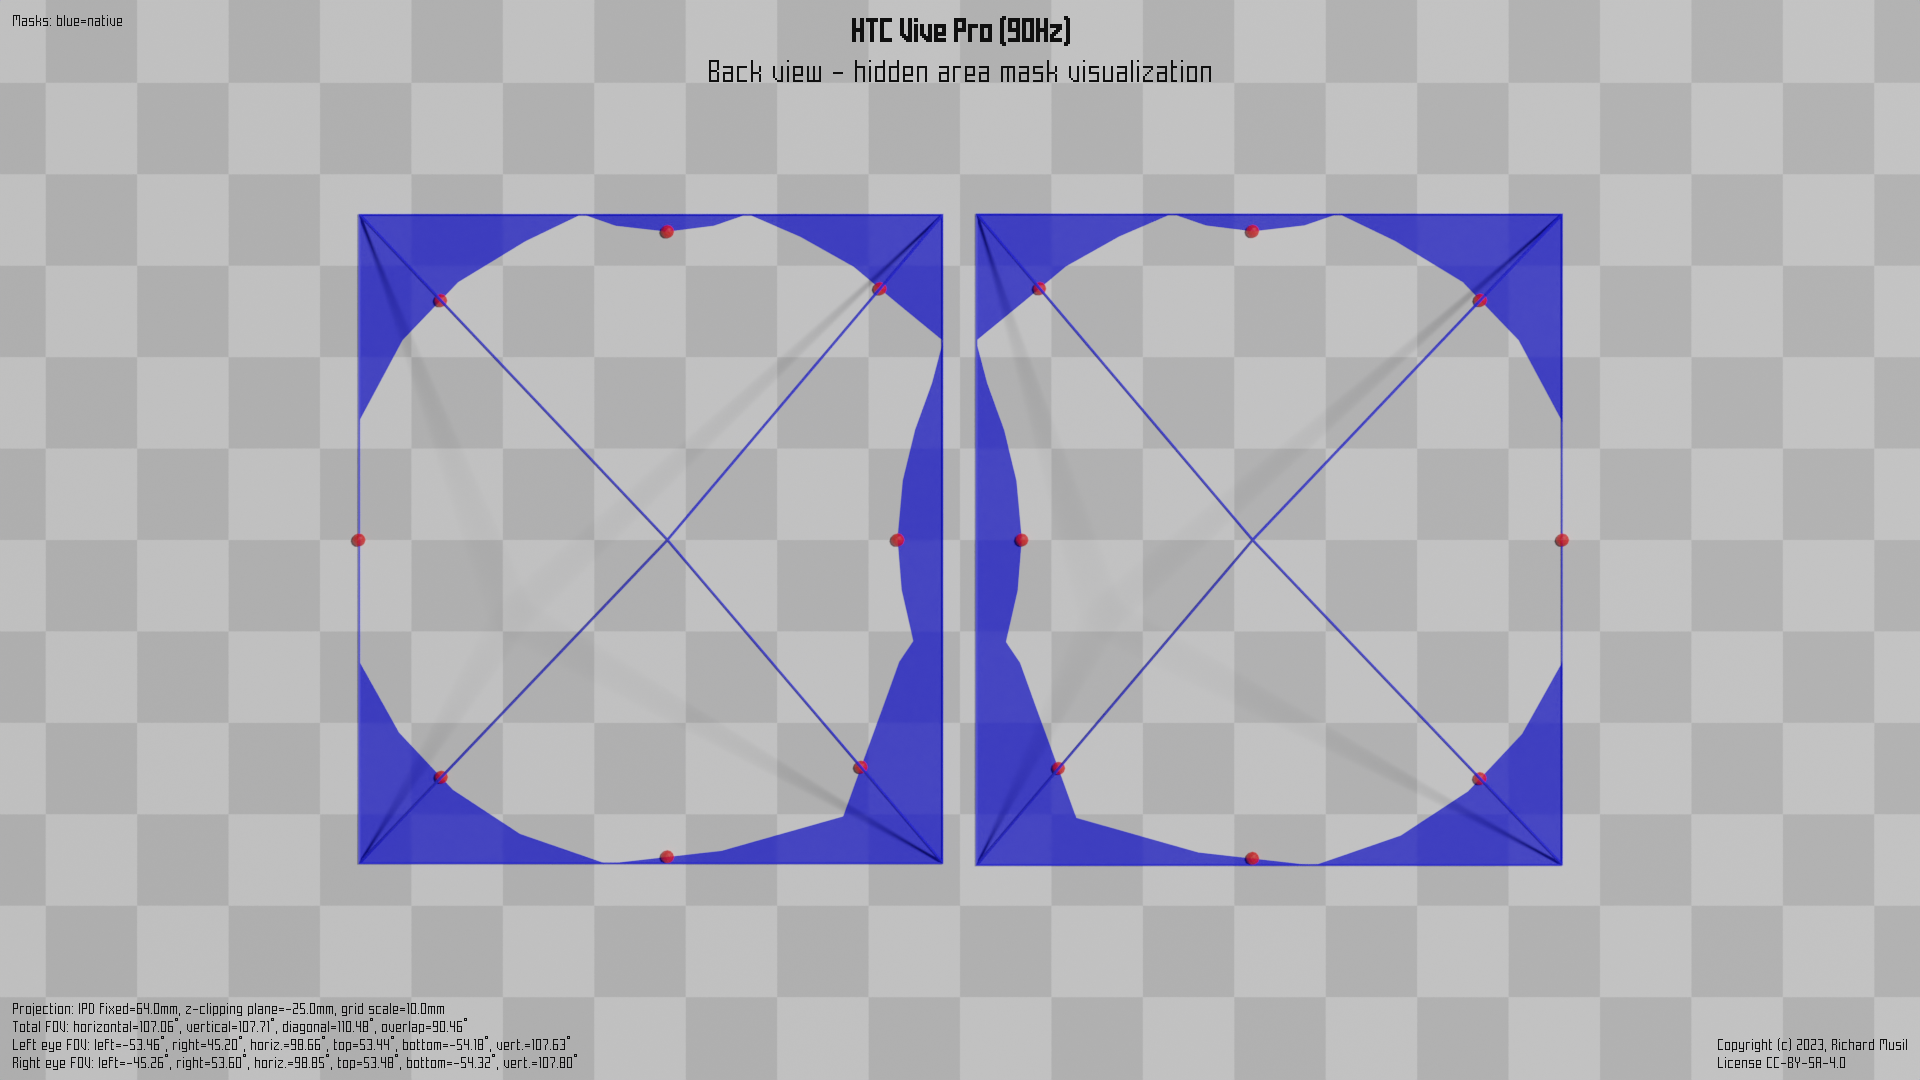 Masks: blue=native
HTC Vive Pro (90Hz)
Back view - hidden area mask visualization
Projection: IPD fixed=64.0mm, z-clipping plane=-25.0mm, grid scale=10.0mm
Total FOV: horizontal=107.06°, vertical=107.71°, diagonal=110.48°, overlap=90.46°
Left eye FOV: left=-53.46°, right=45.20°, horiz.=98.66°, top=53.44°, bottom=-54.18°, vert.=107.63°
Right eye FOV: left=-45.26°, right=53.60°, horiz.=98.85°, top=53.48°, bottom=-54.32°, vert.=107.80°
Copyright (c) 2023, Richard Musil
License CC-BY-SA-4.0